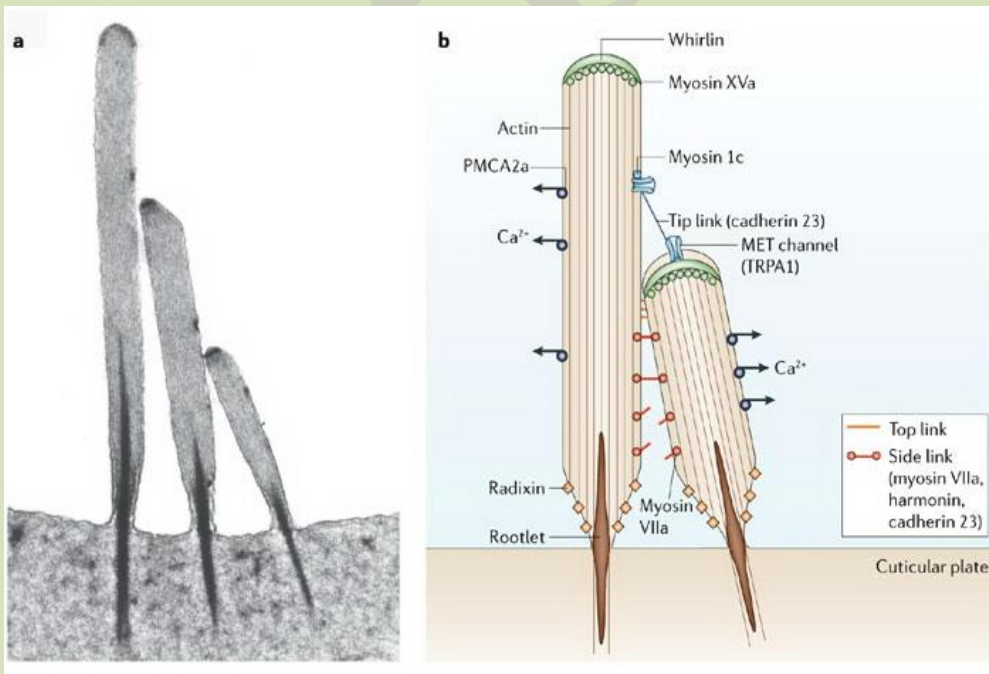 a
b
Whirlin
Myosin XVa
Actin
Myosin 1c
PMCA2a
Tip link (cadherin 23)
Ca²⁺
MET channel
(TRPA1)
Ca²⁺
Top link
Side link
(myosin VIIa,
harmonin,
cadherin 23)
Radixin
Myosin
VIIa
Rootlet
Cuticular plate